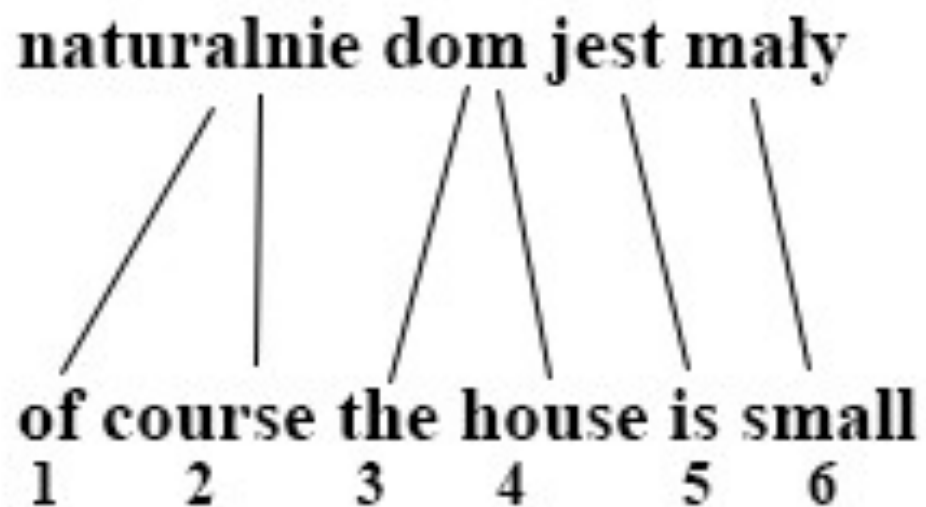 naturalnie dom jest mały
of course the house is small
1 2 3 4 5 6